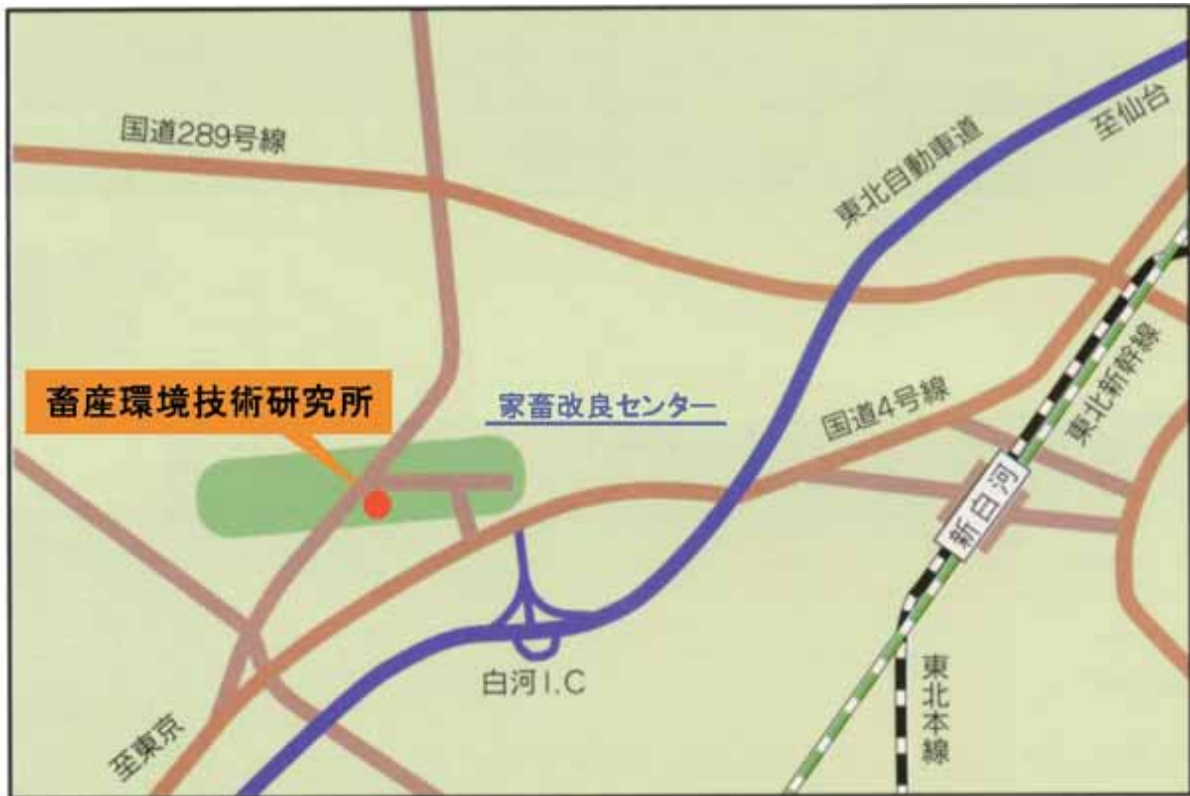 国道289号線
東北自動車道
至仙台
畜産環境技術研究所
家畜改良センター
国道4号線
東北新幹線
新白河
白河I.C
東北本線
至東京